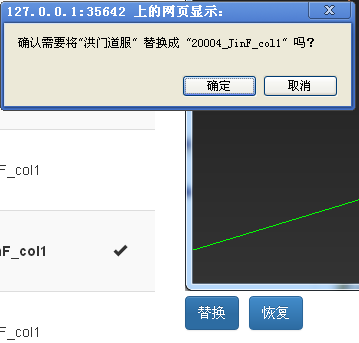 127.0.0.1:35642 上的网页显示:
确认需要将"洪门道服" 替换成 "20004_JinF_col1" 吗?
确定 取消
F_col1
nF_col1
F_col1
替换 恢复